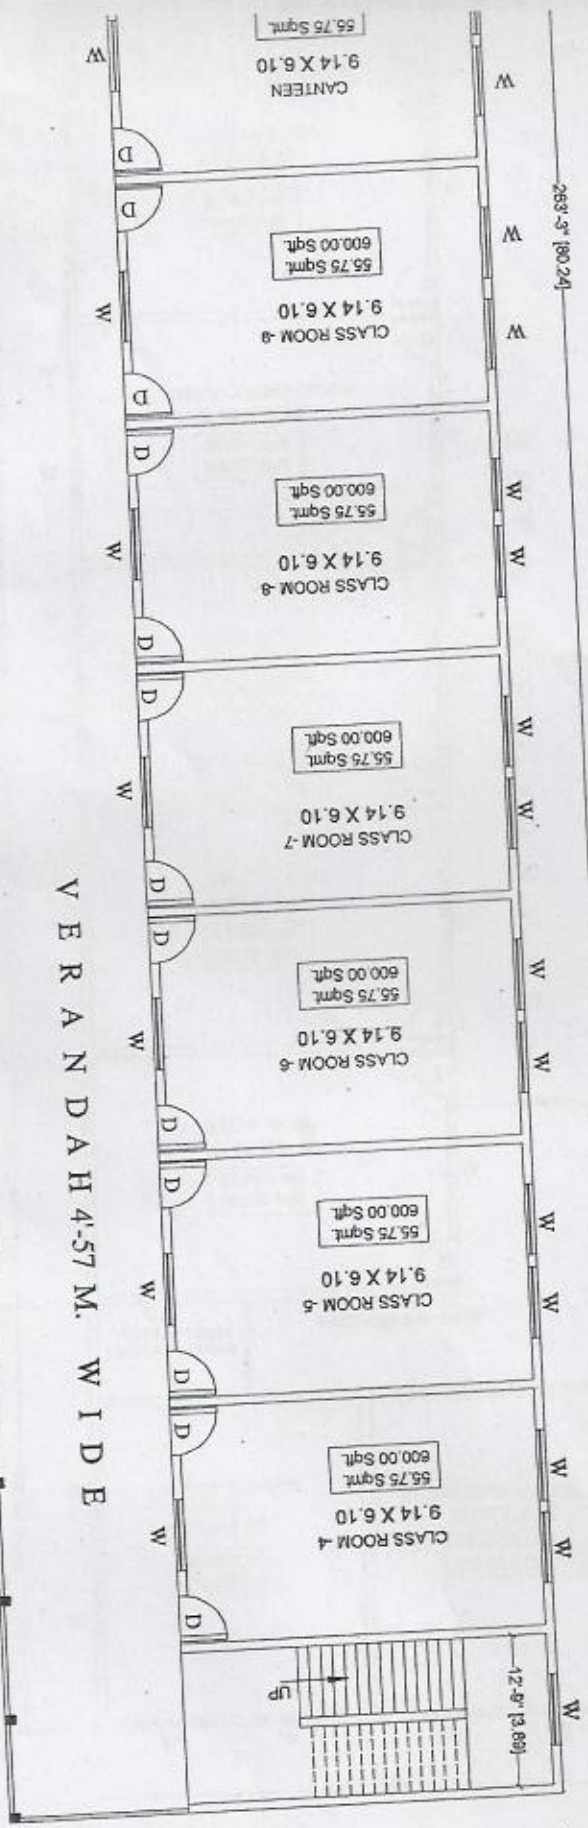 CANTEEN
9.14 X 6.10
55.75 Sqmt.
W
W
D
263'-3" [80.24]
CLASS ROOM -9
9.14 X 6.10
55.75 Sqmt.
600.00 Sqft.
D
W
W
W
D
CLASS ROOM -8
9.14 X 6.10
55.75 Sqmt.
600.00 Sqft.
D
W
W
W
D
CLASS ROOM -7
9.14 X 6.10
55.75 Sqmt.
600.00 Sqft.
D
W
W
W
D
CLASS ROOM -6
9.14 X 6.10
55.75 Sqmt.
600.00 Sqft.
D
W
W
W
D
CLASS ROOM -5
9.14 X 6.10
55.75 Sqmt.
600.00 Sqft.
D
W
W
W
D
CLASS ROOM -4
9.14 X 6.10
55.75 Sqmt.
600.00 Sqft.
D
W
W
W
D
VERANDAH 4'-57 M. WIDE
UP
12'-9" [3.89]
W